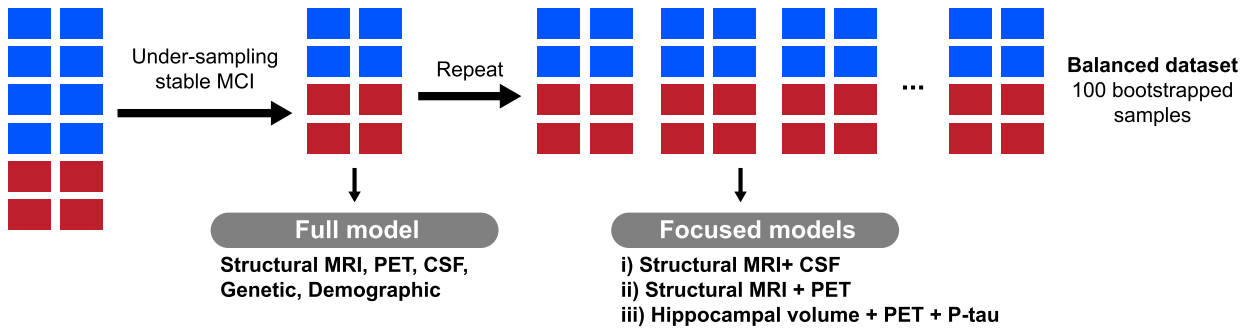 Under-sampling
stable MCI
Repeat
...
Balanced dataset
100 bootstrapped
samples
Full model
Structural MRI, PET, CSF,
Genetic, Demographic
Focused models
i) Structural MRI+ CSF
ii) Structural MRI + PET
iii) Hippocampal volume + PET + P-tau